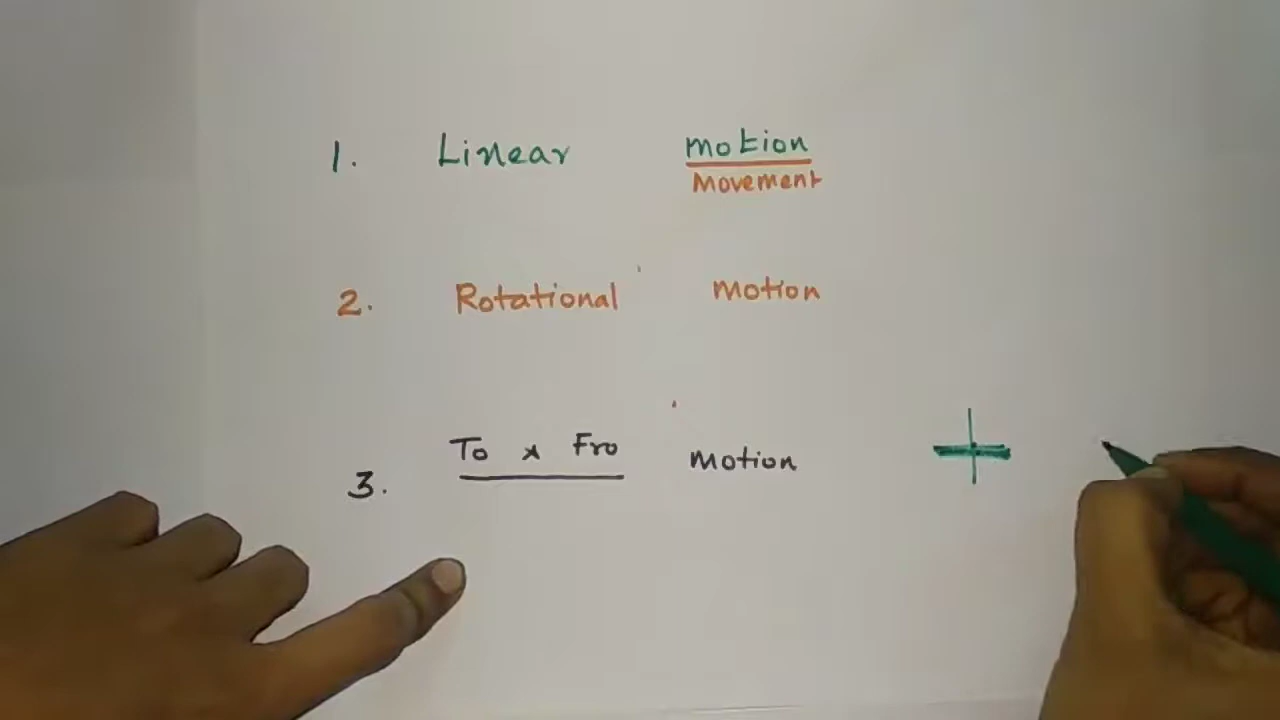 1. Linear motion
Movement
2. Rotational motion
3. To & Fro motion